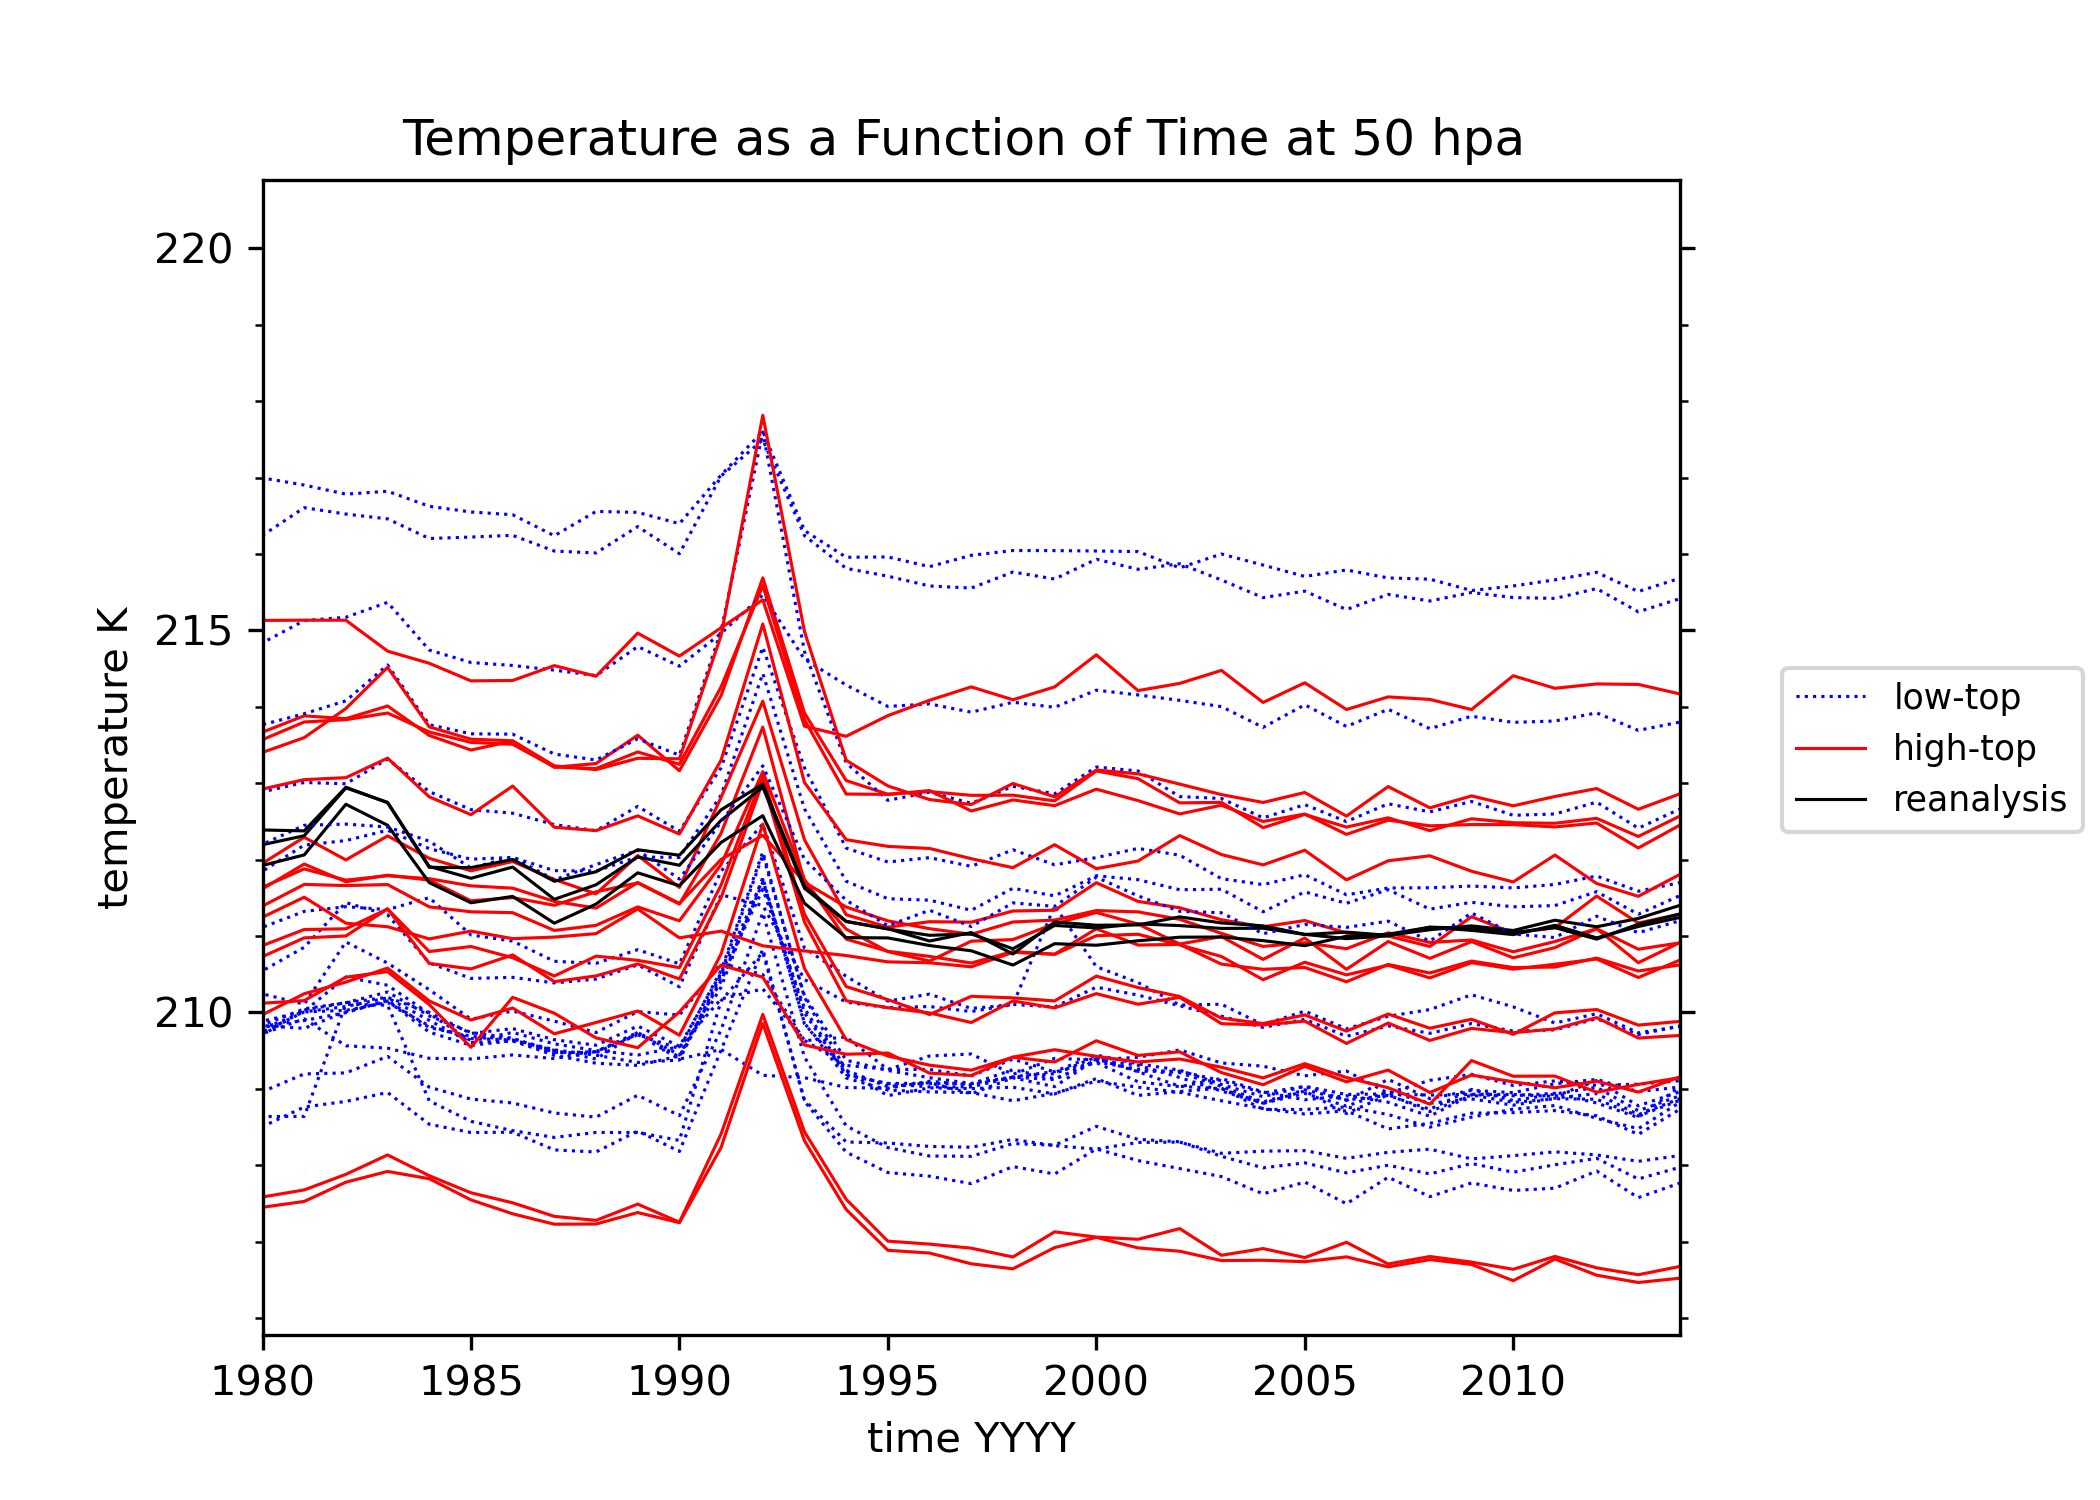 Temperature as a Function of Time at 50 hpa
220
215
210
temperature K
1980 1985 1990 1995 2000 2005 2010
time YYYY
low-top
high-top
reanalysis